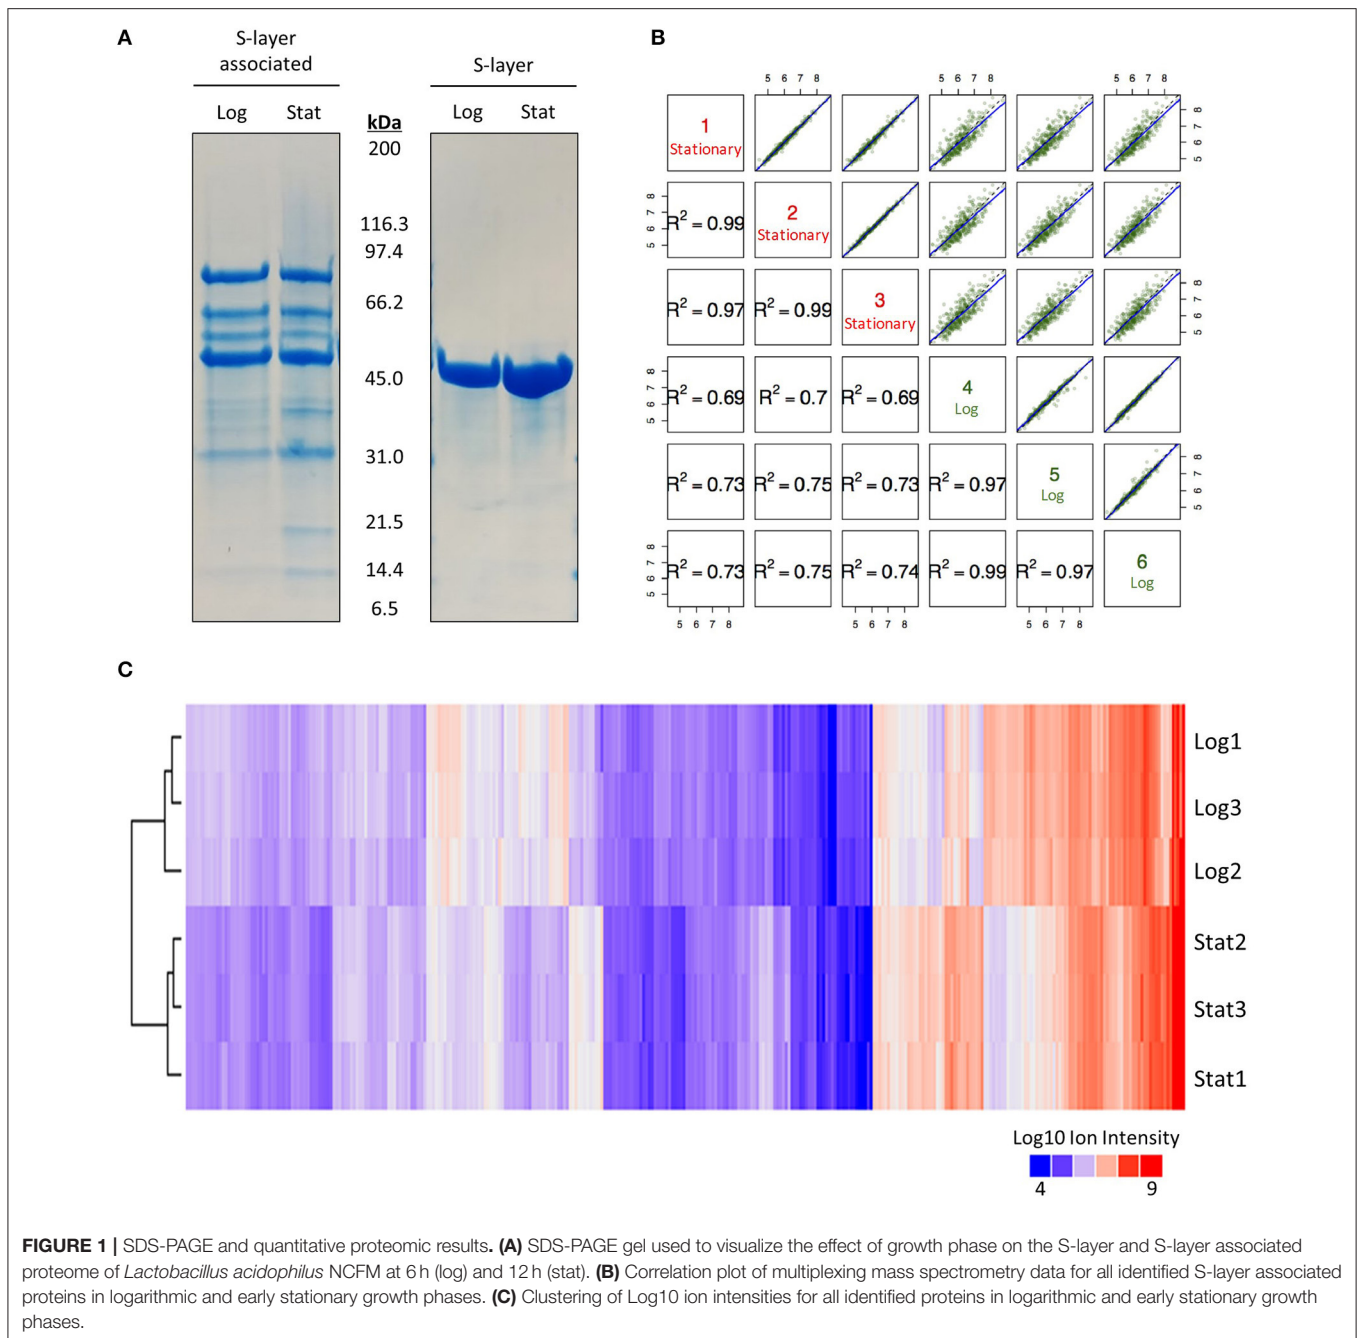 A
S-layer
associated
S-layer
Log
Stat
kDa
Log
Stat
200
116.3
97.4
66.2
45.0
31.0
21.5
14.4
6.5
B
5 6 7 8
5 6 7 8
5 6 7 8
1
Stationary
8
7
6
5
8
7
6
5
R² = 0.99
2
Stationary
R² = 0.97
R² = 0.99
3
Stationary
8
7
6
5
8
7
6
5
R² = 0.69
R² = 0.7
R² = 0.69
4
Log
R² = 0.73
R² = 0.75
R² = 0.73
R² = 0.97
5
Log
8
7
6
5
8
7
6
5
R² = 0.73
R² = 0.75
R² = 0.74
R² = 0.99
R² = 0.97
6
Log
5 6 7 8
5 6 7 8
5 6 7 8
C
Log1
Log3
Log2
Stat2
Stat3
Stat1
Log10 Ion Intensity
4
9
FIGURE 1 | SDS-PAGE and quantitative proteomic results. (A) SDS-PAGE gel used to visualize the effect of growth phase on the S-layer and S-layer associated
proteome of Lactobacillus acidophilus NCFM at 6 h (log) and 12 h (stat). (B) Correlation plot of multiplexing mass spectrometry data for all identified S-layer associated
proteins in logarithmic and early stationary growth phases. (C) Clustering of Log10 ion intensities for all identified proteins in logarithmic and early stationary growth
phases.